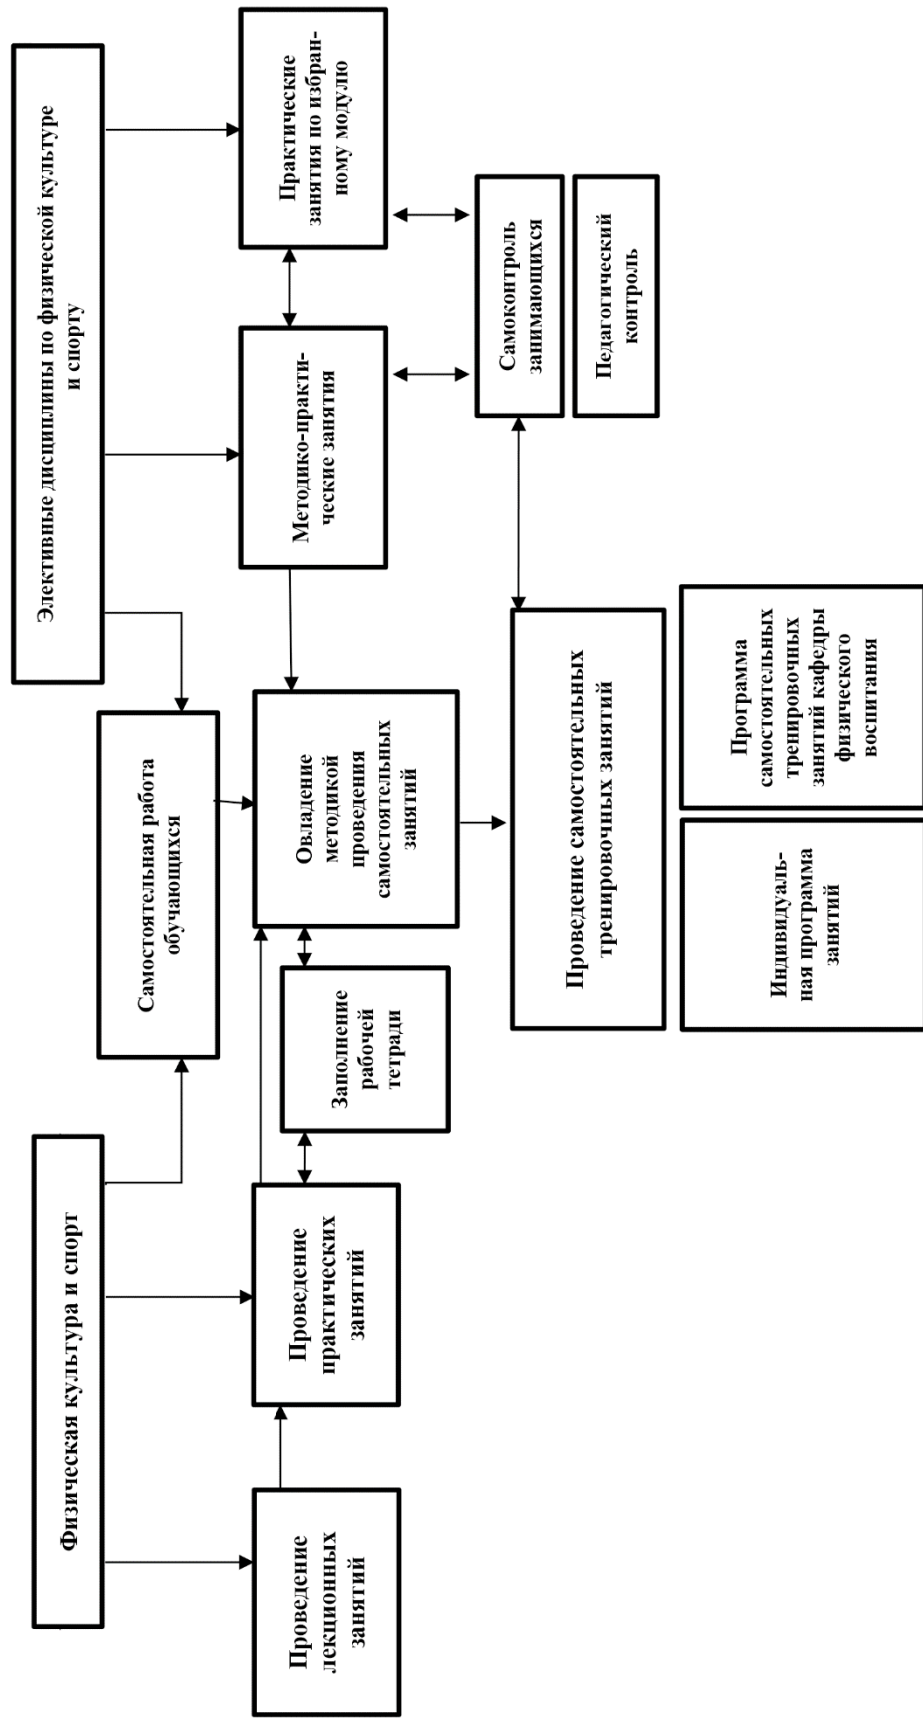 Физическая культура и спорт
Элективные дисциплины по физической культуре
и спорту
Самостоятельная работа
обучающихся
Проведение
лекционных
занятий
Проведение
практических
занятий
Заполнение
рабочей
тетради
Овладение
методикой
проведения
самостоятельных
занятий
Методико-практи-
ческие занятия
Практические
занятия по избран-
ному модулю
Самоконтроль
занимающихся
Педагогический
контроль
Проведение самостоятельных
тренировочных занятий
Индивидуаль-
ная программа
занятий
Программа
самостоятельных
тренировочных
занятий кафедры
физического
воспитания